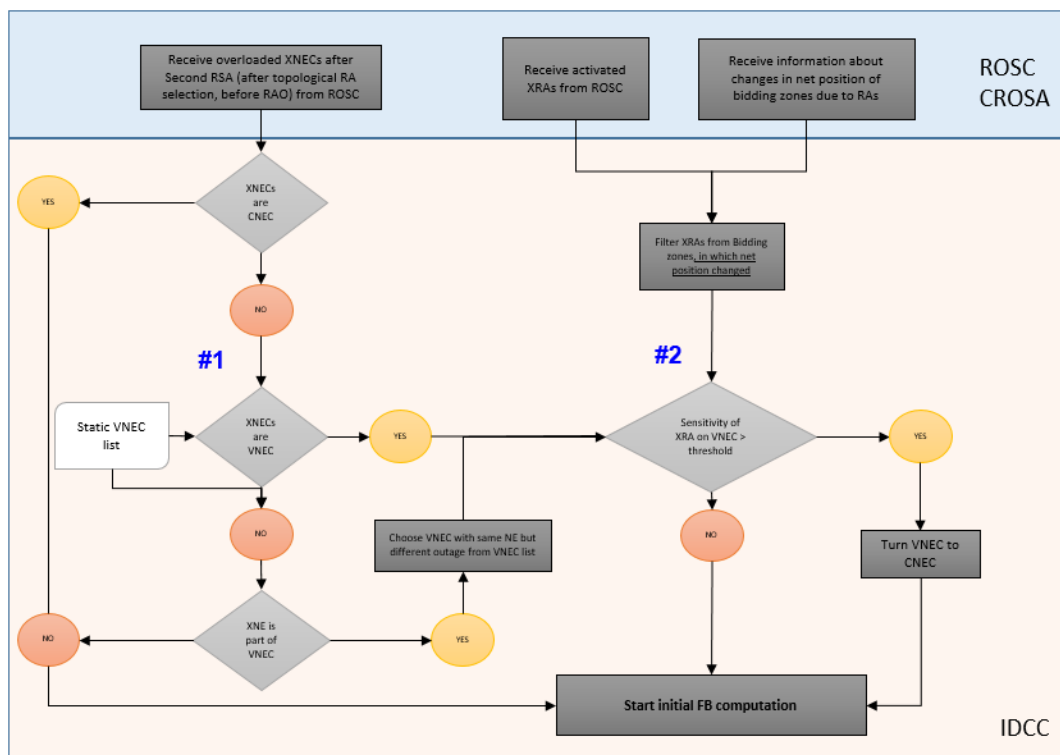 Receive overloaded XNECs after
Second RSA (after topological RA
selection, before RAO) from ROSC
Receive activated
XRAs from ROSC
Receive information about
changes in net position of
bidding zones due to RAs
ROSC
CROSA
XNECs
are
CNEC
YES
Filter XRAs from Bidding
zones, in which net
position changed
NO
#1
#2
Static VNEC
list
XNECs
are
VNEC
YES
Sensitivity of
XRA on VNEC >
threshold
YES
NO
Choose VNEC with same NE but
different outage from VNEC list
NO
Turn VNEC to
CNEC
NO
XNE is
part of
VNEC
YES
Start initial FB computation
IDCC